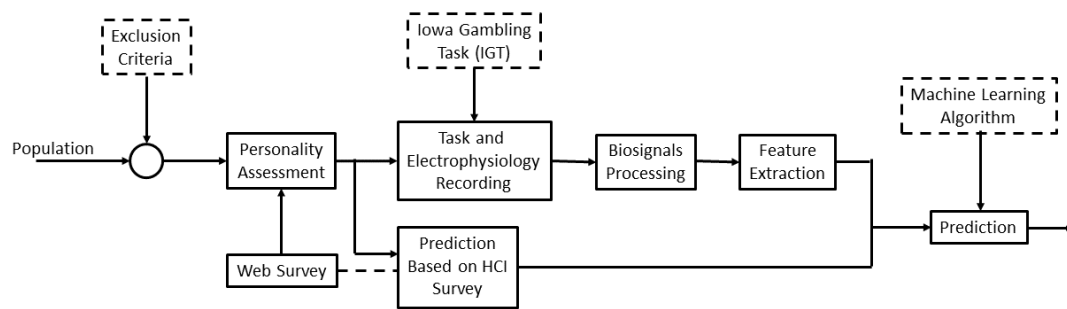 Exclusion
Criteria
Iowa Gambling
Task (IGT)
Machine Learning
Algorithm
Population
Personality
Assessment
Task and
Electrophysiology
Recording
Biosignals
Processing
Feature
Extraction
Prediction
Web Survey
Prediction
Based on HCI
Survey